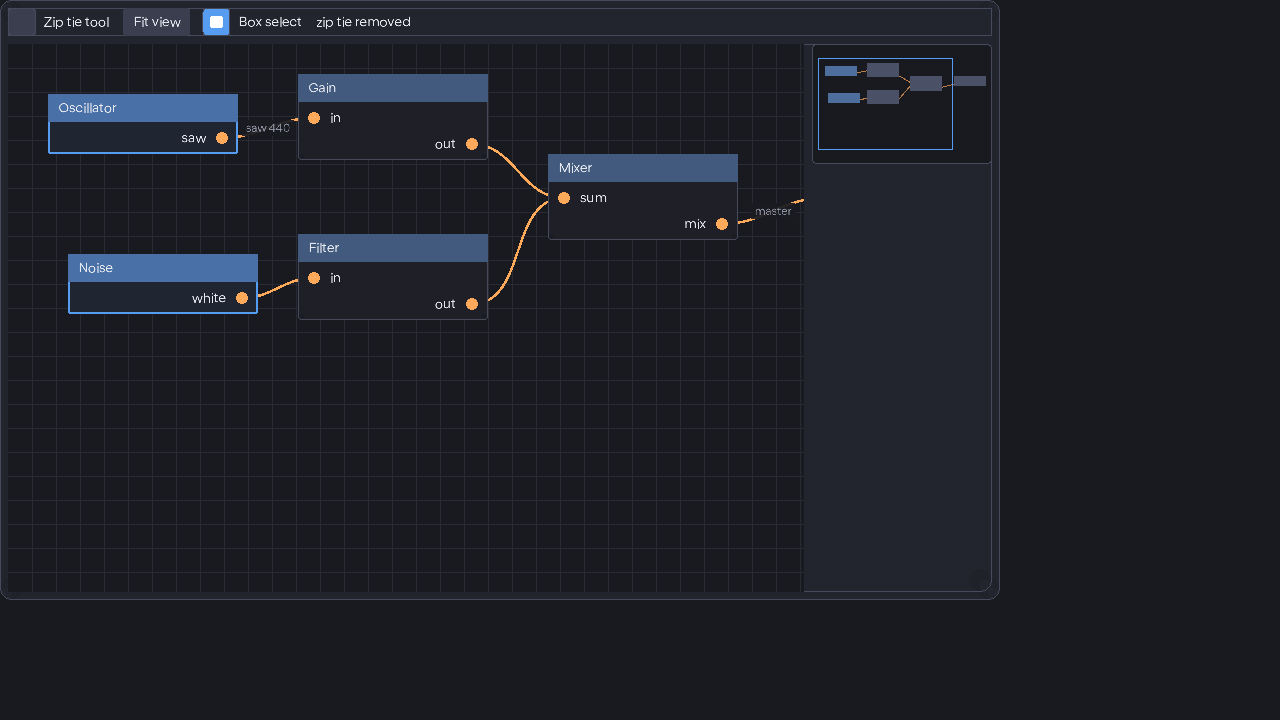 Zip tie tool Fit view Box select zip tie removed
Gain
Oscillator
in
saw 440
saw
out
Mixer
sum
master
mix
Filter
Noise
in
white
out